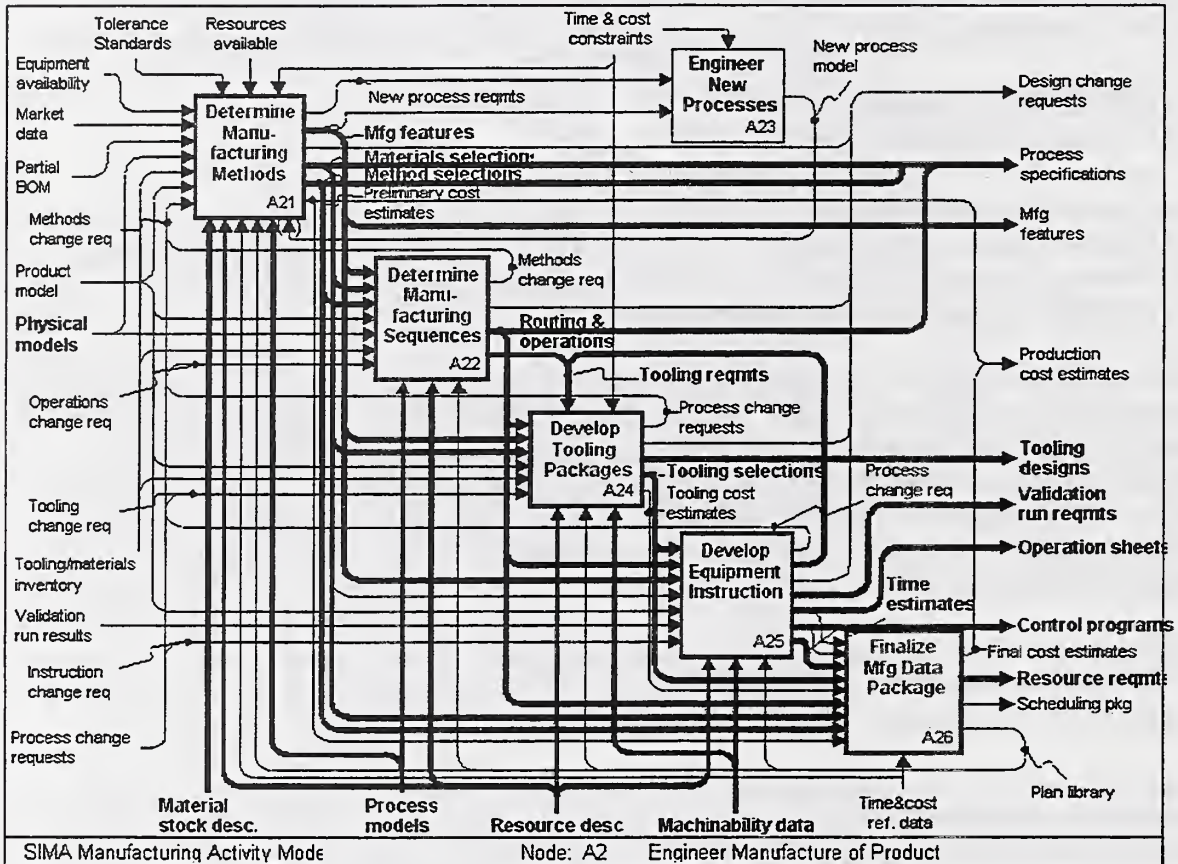 Tolerance
Standards
Resources
available
Time & cost
constraints
New process
model
Equipment
availability
Market
data
Partial
BOM
Methods
change req
Product
model
Physical
models
Operations
change req
Tooling
change req
Tooling/materials
inventory
Validation
run results
Instruction
change req
Process change
requests
Determine
Manu-
facturing
Methods
A21
New process reqmts
Mfg features
Materials selections
Method selections
Preliminary cost
estimates
Engineer
New
Processes
A23
Design change
requests
Process
specifications
Mfg
features
Determine
Manu-
facturing
Sequences
A22
Methods
change req
Routing &
operations
Tooling reqmts
Production
cost estimates
Develop
Tooling
Packages
A24
Process change
requests
Tooling selections
Tooling cost
estimates
Process
change req
Tooling
designs
Validation
run reqmts
Operation sheets
Develop
Equipment
Instruction
A25
Time
estimates
Control programs
Finalize
Mfg Data
Package
A26
Final cost estimates
Resource reqmts
Scheduling pkg
Plan library
Material
stock desc.
Process
models
Resource desc
Machinability data
Time&cost
ref. data
SIMA Manufacturing Activity Mode
Node: A2
Engineer Manufacture of Product